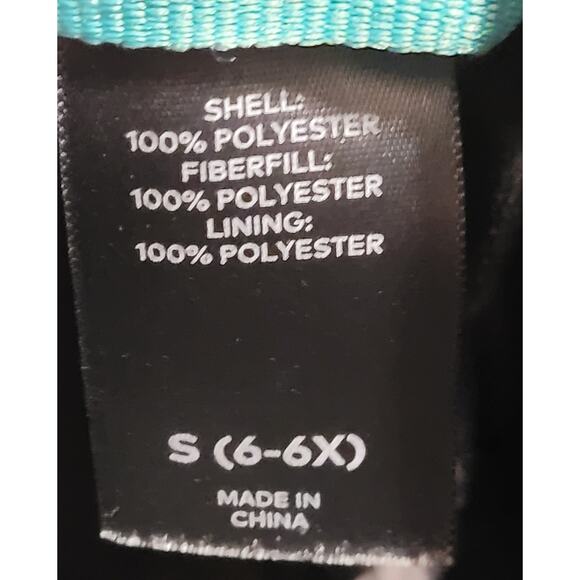 SHELL:
100% POLYESTER
FIBERFILL:
100% POLYESTER
LINING:
100% POLYESTER
S (6-6X)
MADE IN
CHINA